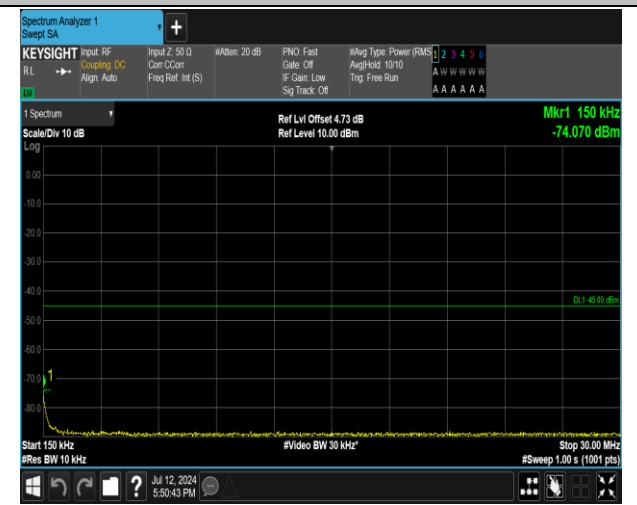 Spectrum Analyzer 1
Swept SA
+
KEYSIGHT Input: RF Input Z: 50 Ω #Atten: 20 dB PNO: Fast #Avg Type: Power (RMS 1 2 3 4 5 6
RL Coupling: DC Corr CCorr Gate: Off Avg|Hold: 10/10 A W W W W W
Align: Auto Freq Ref: Int (S) IF Gain: Low Trig: Free Run
Sig Track: Off A A A A A A
1 Spectrum Ref Lvl Offset 4.73 dB Mkr1 150 kHz
Scale/Div 10 dB Ref Level 10.00 dBm -74.070 dBm
Log
0.00
-10.0
-20.0
-30.0
-40.0
DL1 -45.00 dBm
-50.0
-60.0
-70.0 1
-80.0
Start 150 kHz #Video BW 30 kHz* Stop 30.00 MHz
#Res BW 10 kHz #Sweep 1.00 s (1001 pts)
? Jul 12, 2024
5:50:43 PM